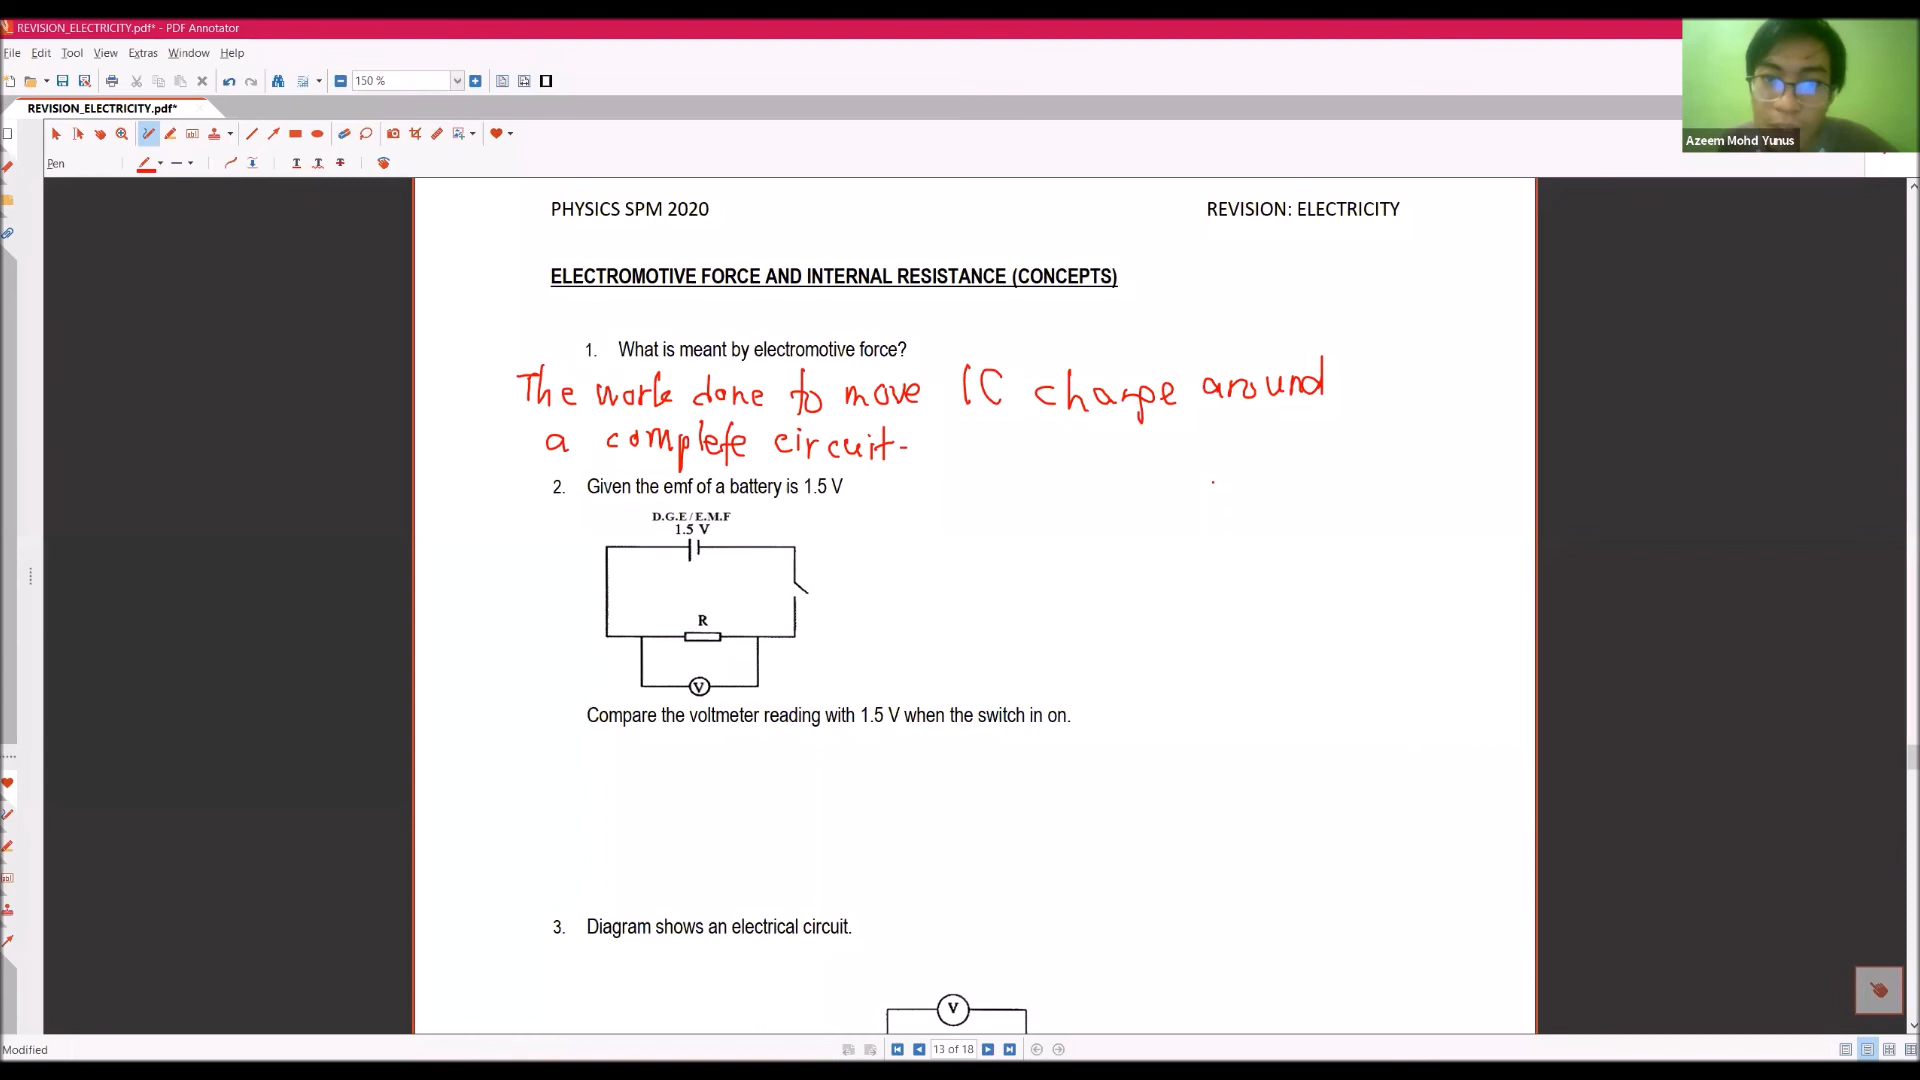 REVISION_ELECTRICITY.pdf* - PDF Annotator
File Edit Tool View Extras Window Help
150 %
REVISION_ELECTRICITY.pdf*
Pen
Azeem Mohd Yunus
PHYSICS SPM 2020 REVISION: ELECTRICITY
ELECTROMOTIVE FORCE AND INTERNAL RESISTANCE (CONCEPTS)
1. What is meant by electromotive force?
The work done to move 1C charge around
a complete circuit.
2. Given the emf of a battery is 1.5 V
D.G.E / E.M.F
1.5 V
R
V
Compare the voltmeter reading with 1.5 V when the switch in on.
3. Diagram shows an electrical circuit.
V
Modified 13 of 18